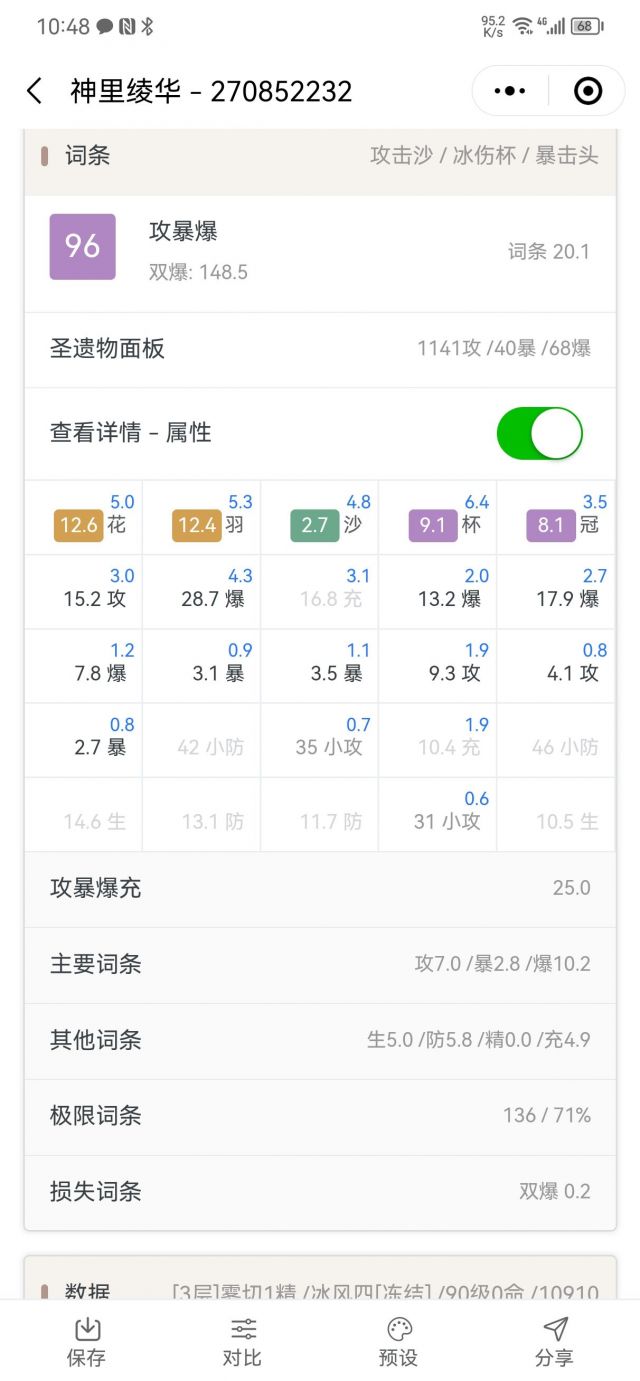 10:48
95.2 K/s 4G 68
神里绫华 - 270852232
词条 攻击沙 / 冰伤杯 / 暴击头
96 攻暴爆
双爆: 148.5
词条 20.1
圣遗物面板 1141攻 /40暴 /68爆
查看详情 - 属性
5.0 5.3 4.8 6.4 3.5
12.6 花 12.4 羽 2.7 沙 9.1 杯 8.1 冠
3.0 4.3 3.1 2.0 2.7
15.2 攻 28.7 爆 16.8 充 13.2 爆 17.9 爆
1.2 0.9 1.1 1.9 0.8
7.8 爆 3.1 暴 3.5 暴 9.3 攻 4.1 攻
0.8 0.7 1.9
2.7 暴 42 小防 35 小攻 10.4 充 46 小防
0.6
14.6 生 13.1 防 11.7 防 31 小攻 10.5 生
攻暴爆充 25.0
主要词条 攻7.0 /暴2.8 /爆10.2
其他词条 生5.0 /防5.8 /精0.0 /充4.9
极限词条 136 / 71%
损失词条 双爆 0.2
数据 [3层]雾切1精 /冰风四[冻结] /90级0命 /10910
保存 对比 预设 分享